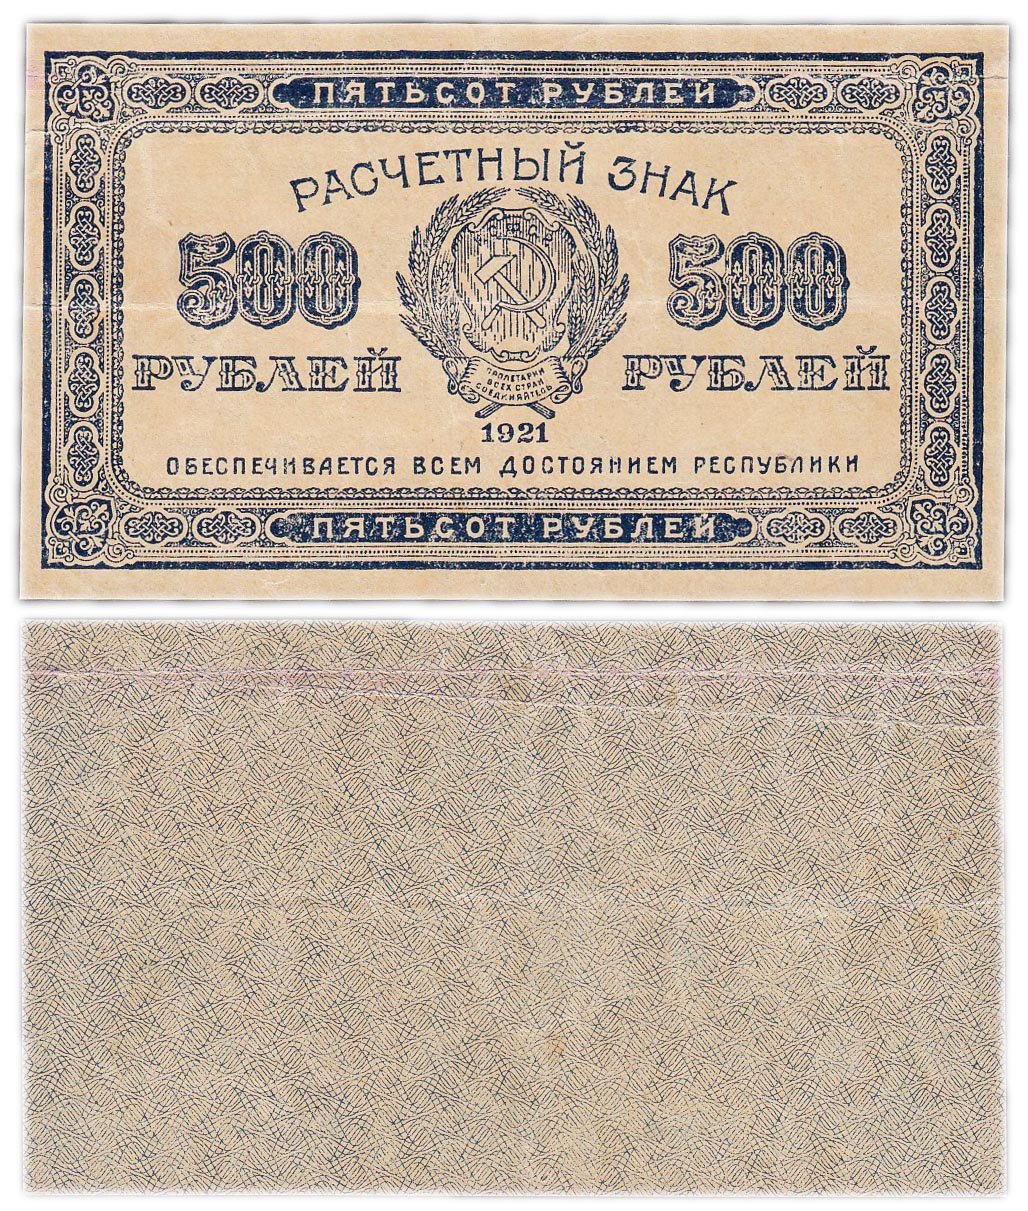 ПЯТЬСОТ РУБЛЕЙ
РАСЧЕТНЫЙ ЗНАК
500 500
РУБЛЕЙ РУБЛЕЙ
ПРОЛЕТАРИИ
ВСЕХ СТРАН
СОЕДИНЯЙТЕСЬ
1921
ОБЕСПЕЧИВАЕТСЯ ВСЕМ ДОСТОЯНИЕМ РЕСПУБЛИКИ
ПЯТЬСОТ РУБЛЕЙ